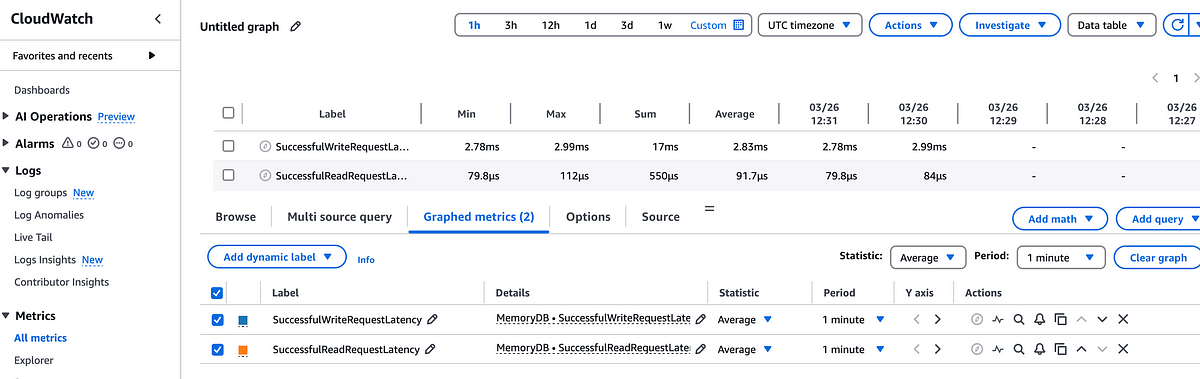 CloudWatch
Favorites and recents
Dashboards
AI Operations Preview
Alarms 0 0 0
Logs
Log groups New
Log Anomalies
Live Tail
Logs Insights New
Contributor Insights
Metrics
All metrics
Explorer
Untitled graph
1h 3h 12h 1d 3d 1w Custom UTC timezone Actions Investigate Data table
1
Label Min Max Sum Average 03/26 12:31 03/26 12:30 03/26 12:29 03/26 12:28 03/26 12:27
SuccessfulWriteRequestLa... 2.78ms 2.99ms 17ms 2.83ms 2.78ms 2.99ms - -
SuccessfulReadRequestLa... 79.8µs 112µs 550µs 91.7µs 79.8µs 84µs - -
Browse Multi source query Graphed metrics (2) Options Source Add math Add query
Add dynamic label Info Statistic: Average Period: 1 minute Clear graph
Label Details Statistic Period Y axis Actions
SuccessfulWriteRequestLatency MemoryDB • SuccessfulWriteRequestLate Average 1 minute
SuccessfulReadRequestLatency MemoryDB • SuccessfulReadRequestLate Average 1 minute